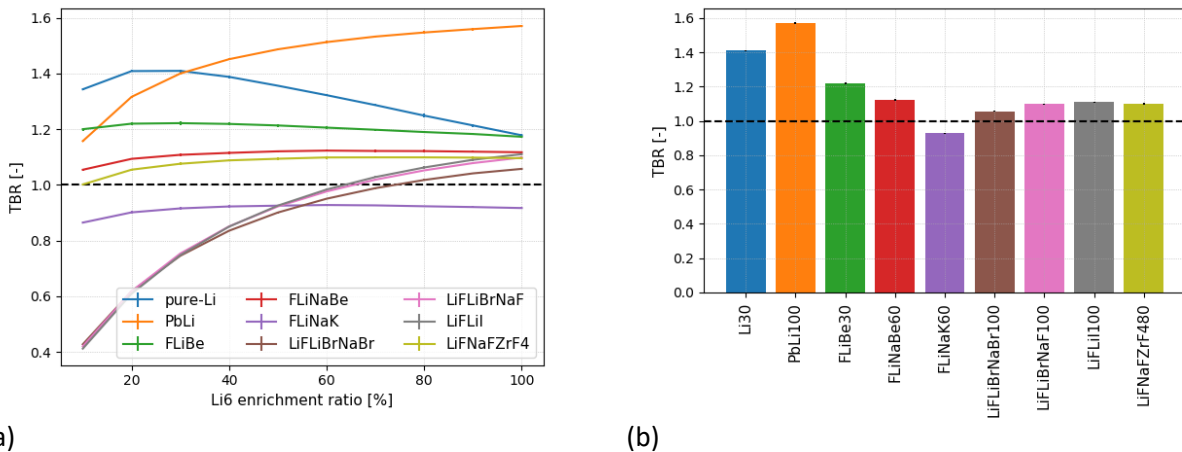 1.6
1.4
1.2
1.0
0.8
0.6
0.4
TBR [-]
pure-Li
PbLi
FLiBe
FLiNaBe
FLiNaK
LiFLiBrNaBr
LiFLiBrNaF
LiFLiI
LiFNaFZrF4
20 40 60 80 100
Li6 enrichment ratio [%]
a)
1.6
1.4
1.2
1.0
0.8
0.6
0.4
0.2
0.0
TBR [-]
Li30
PbLi100
FLiBe30
FLiNaBe60
FLiNaK60
LiFLiBrNaBr100
LiFLiBrNaF100
LiFLiI100
LiFNaFZrF480
(b)